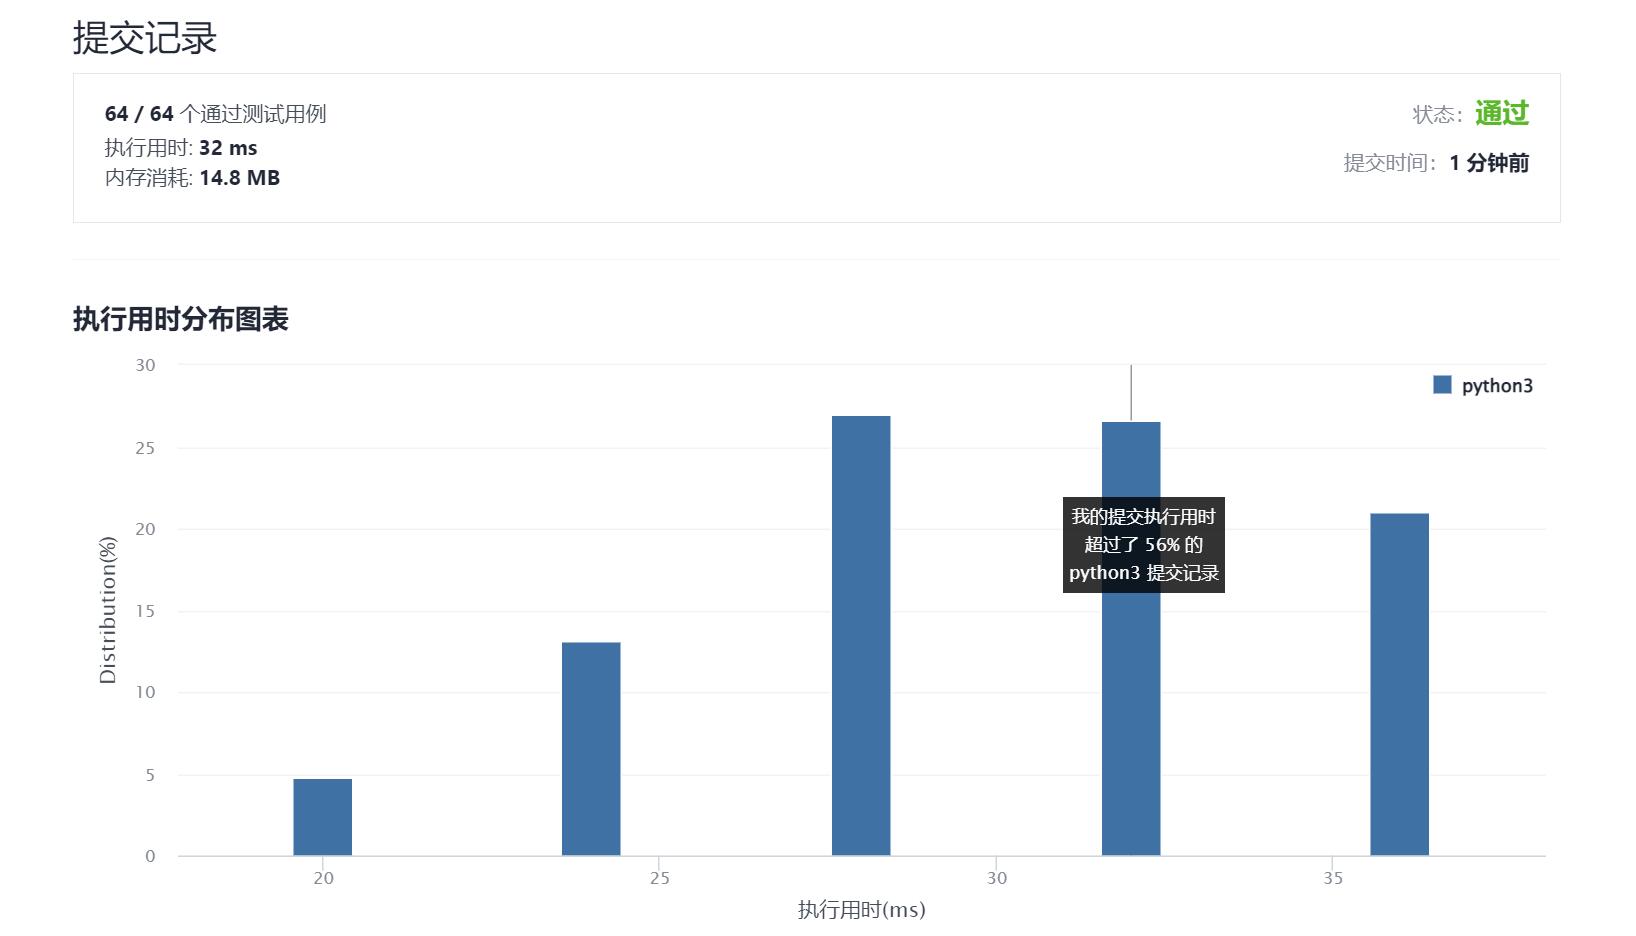 提交记录
64 / 64 个通过测试用例
状态：通过
执行用时: 32 ms
提交时间：1 分钟前
内存消耗: 14.8 MB
执行用时分布图表
30
python3
25
20
15
10
5
0
Distribution(%)
我的提交执行用时
超过了 56% 的
python3 提交记录
20
25
30
35
执行用时(ms)